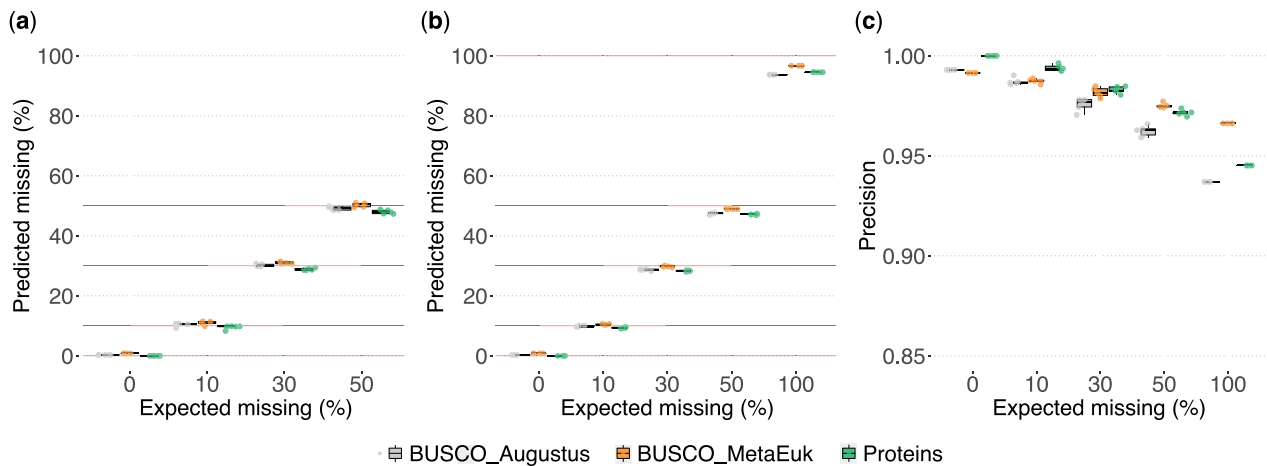 (a)
Predicted missing (%)
100
80
60
40
20
0
0 10 30 50
Expected missing (%)
(b)
Predicted missing (%)
100
80
60
40
20
0
0 10 30 50 100
Expected missing (%)
(c)
Precision
1.00
0.95
0.90
0.85
0 10 30 50 100
Expected missing (%)
BUSCO_Augustus BUSCO_MetaEuk Proteins